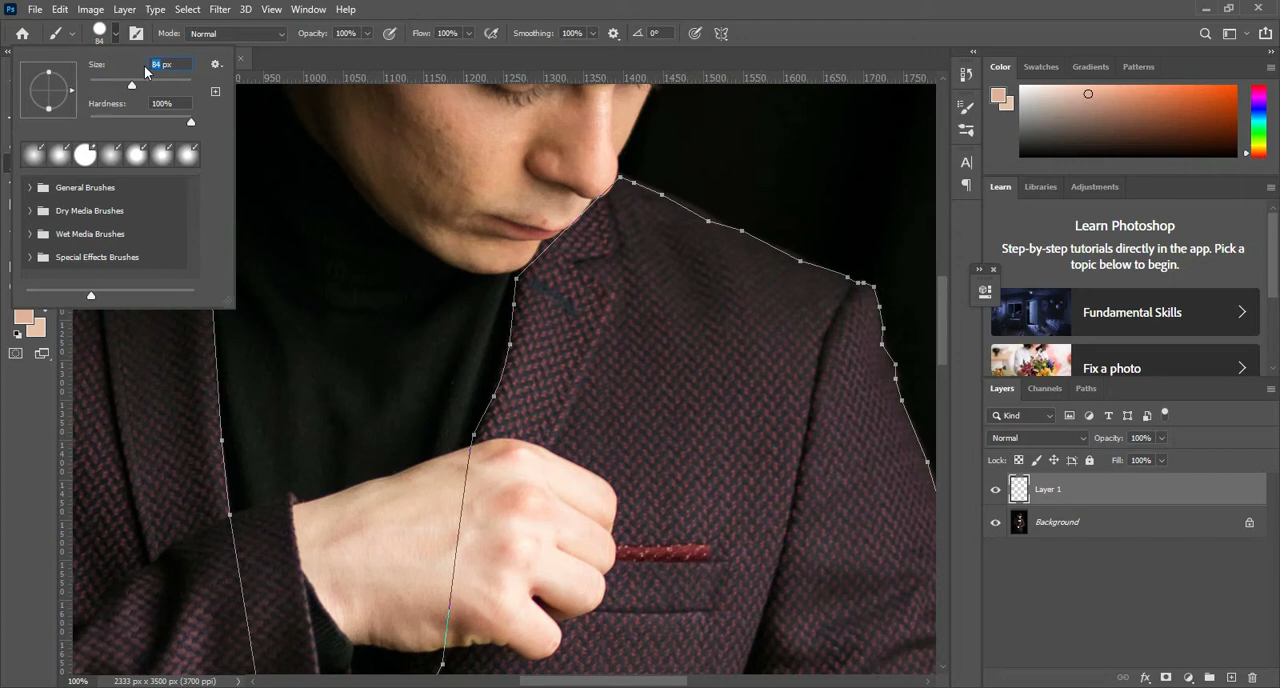 Ps File Edit Image Layer Type Select Filter 3D View Window Help
84 Mode: Normal Opacity: 100% Flow: 100% Smoothing: 100% 0°
Size: 84 px
Hardness: 100%
General Brushes
Dry Media Brushes
Wet Media Brushes
Special Effects Brushes
950 1000 1050 1100 1150 1200 1250 1300 1350 1400 1450 1500 1550 1600 1650 1700 1750
Color Swatches Gradients Patterns
Learn Libraries Adjustments
Learn Photoshop
Step-by-step tutorials directly in the app. Pick a
topic below to begin.
Fundamental Skills
Fix a photo
Layers Channels Paths
Kind
Normal Opacity: 100%
Lock: Fill: 100%
Layer 1
Background
100% 2333 px x 3500 px (3700 ppi)